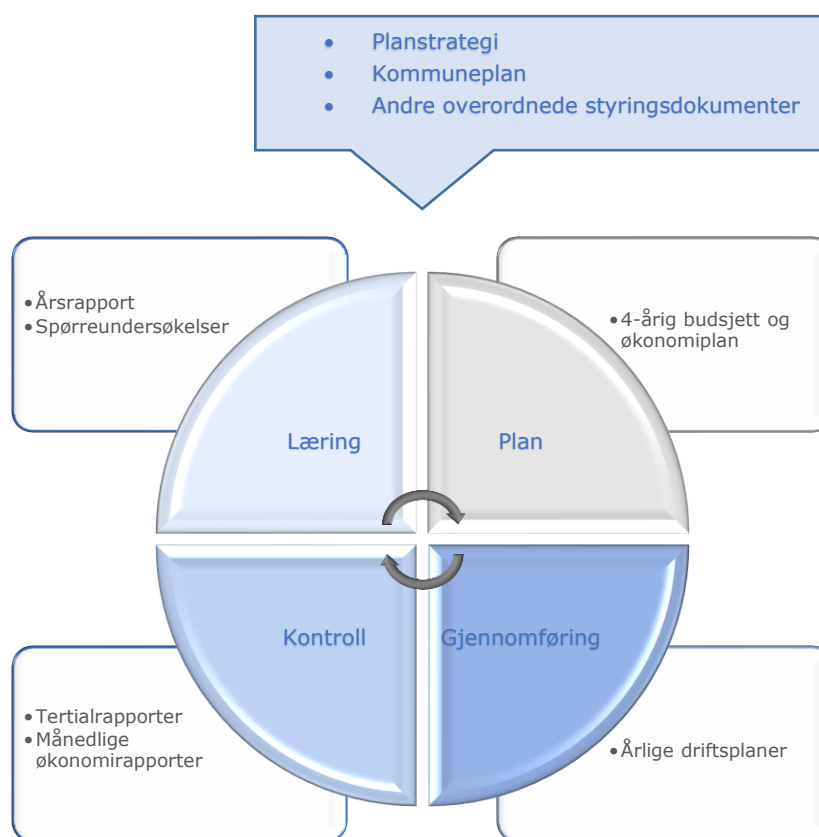 • Planstrategi
• Kommuneplan
• Andre overordnede styringsdokumenter
• Årsrapport
• Spørreundersøkelser
• 4-årig budsjett og
økonomiplan
Læring
Plan
Kontroll
Gjennomføring
• Tertialrapporter
• Månedlige
økonomirapporter
• Årlige driftsplaner